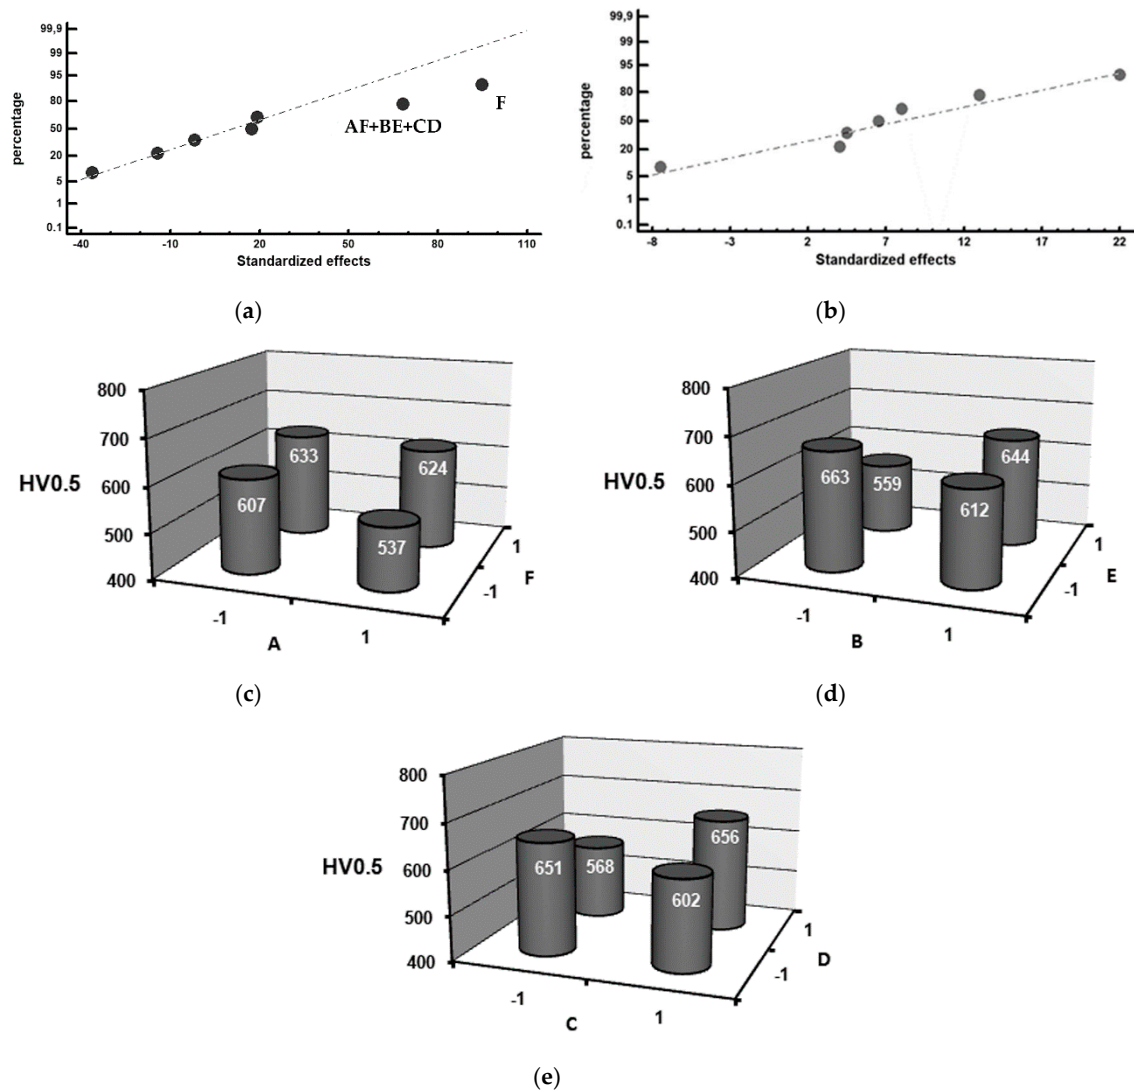 99,9
99
95
80
50
20
5
1
0.1
percentage
F
AF+BE+CD
-40 -10 20 50 80 110
Standardized effects
(a)
99,9
99
95
80
50
20
5
1
0.1
percentage
-8 -3 2 7 12 17 22
Standardized effects
(b)
800
700
600
500
400
HV0.5
633
624
607
537
1
F
-1
-1
1
A
(c)
800
700
600
500
400
HV0.5
663
559
644
612
1
E
-1
-1
1
B
(d)
800
700
600
500
400
HV0.5
651
568
656
602
1
D
-1
-1
1
C
(e)